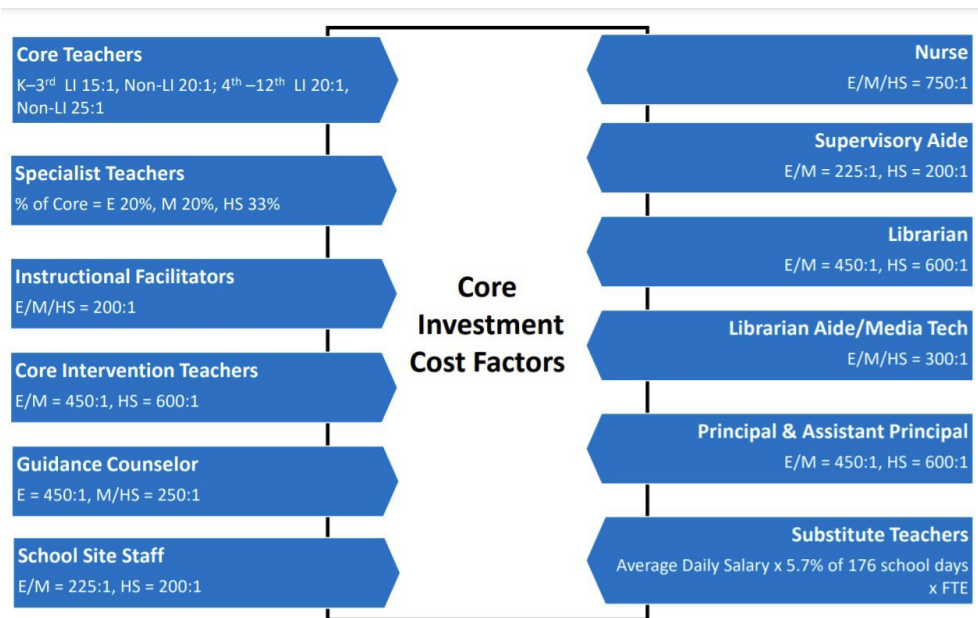 Core Teachers
K–3rd LI 15:1, Non-LI 20:1; 4th –12th LI 20:1,
Non-LI 25:1
Specialist Teachers
% of Core = E 20%, M 20%, HS 33%
Instructional Facilitators
E/M/HS = 200:1
Core Intervention Teachers
E/M = 450:1, HS = 600:1
Guidance Counselor
E = 450:1, M/HS = 250:1
School Site Staff
E/M = 225:1, HS = 200:1
Core
Investment
Cost Factors
Nurse
E/M/HS = 750:1
Supervisory Aide
E/M = 225:1, HS = 200:1
Librarian
E/M = 450:1, HS = 600:1
Librarian Aide/Media Tech
E/M/HS = 300:1
Principal & Assistant Principal
E/M = 450:1, HS = 600:1
Substitute Teachers
Average Daily Salary x 5.7% of 176 school days
x FTE